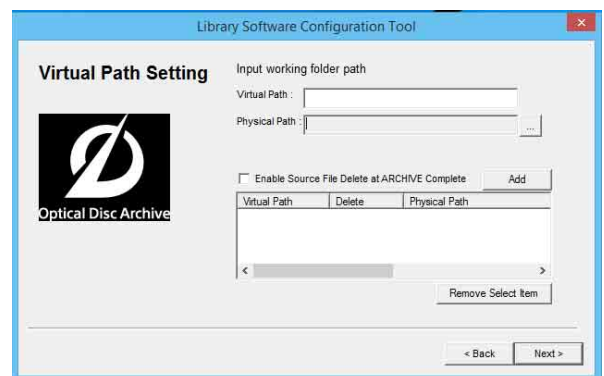 Library Software Configuration Tool
Virtual Path Setting
Input working folder path
Virtual Path :
Physical Path :
...
Optical Disc Archive
Enable Source File Delete at ARCHIVE Complete
Add
Virtual Path Delete Physical Path
Remove Select Item
< Back Next >